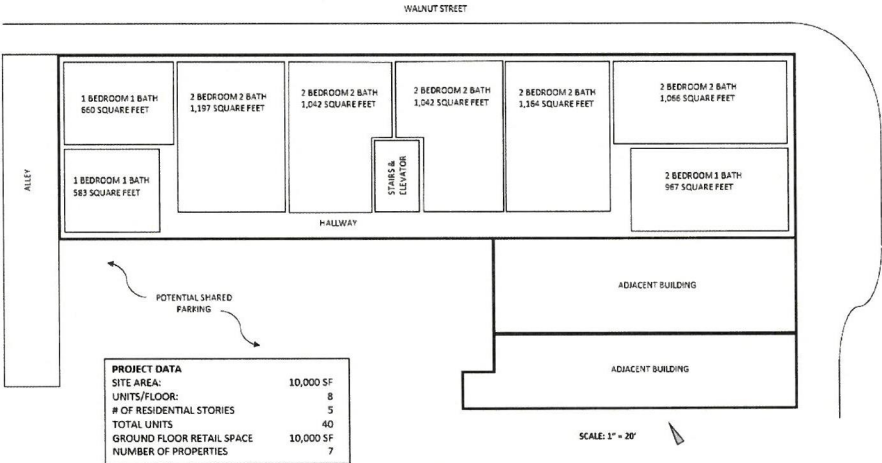 WALNUT STREET
ALLEY
1 BEDROOM 1 BATH
660 SQUARE FEET
2 BEDROOM 2 BATH
1,197 SQUARE FEET
2 BEDROOM 2 BATH
1,042 SQUARE FEET
2 BEDROOM 2 BATH
1,042 SQUARE FEET
2 BEDROOM 2 BATH
1,164 SQUARE FEET
2 BEDROOM 2 BATH
1,066 SQUARE FEET
1 BEDROOM 1 BATH
583 SQUARE FEET
STAIRS &
ELEVATOR
2 BEDROOM 1 BATH
967 SQUARE FEET
HALLWAY
POTENTIAL SHARED
PARKING
ADJACENT BUILDING
ADJACENT BUILDING
PROJECT DATA
SITE AREA: 10,000 SF
UNITS/FLOOR: 8
# OF RESIDENTIAL STORIES 5
TOTAL UNITS 40
GROUND FLOOR RETAIL SPACE 10,000 SF
NUMBER OF PROPERTIES 7
SCALE: 1" = 20'